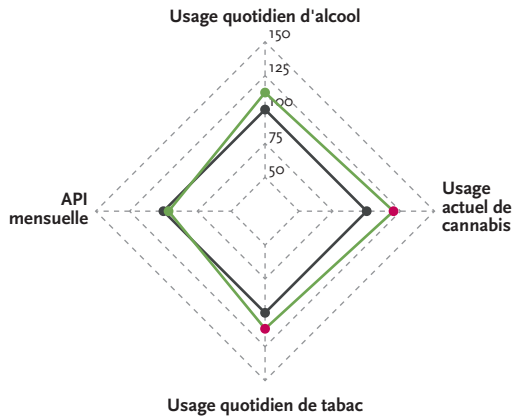 Usage quotidien d'alcool
150
125
100
75
50
API
mensuelle
Usage
actuel de
cannabis
Usage quotidien de tabac